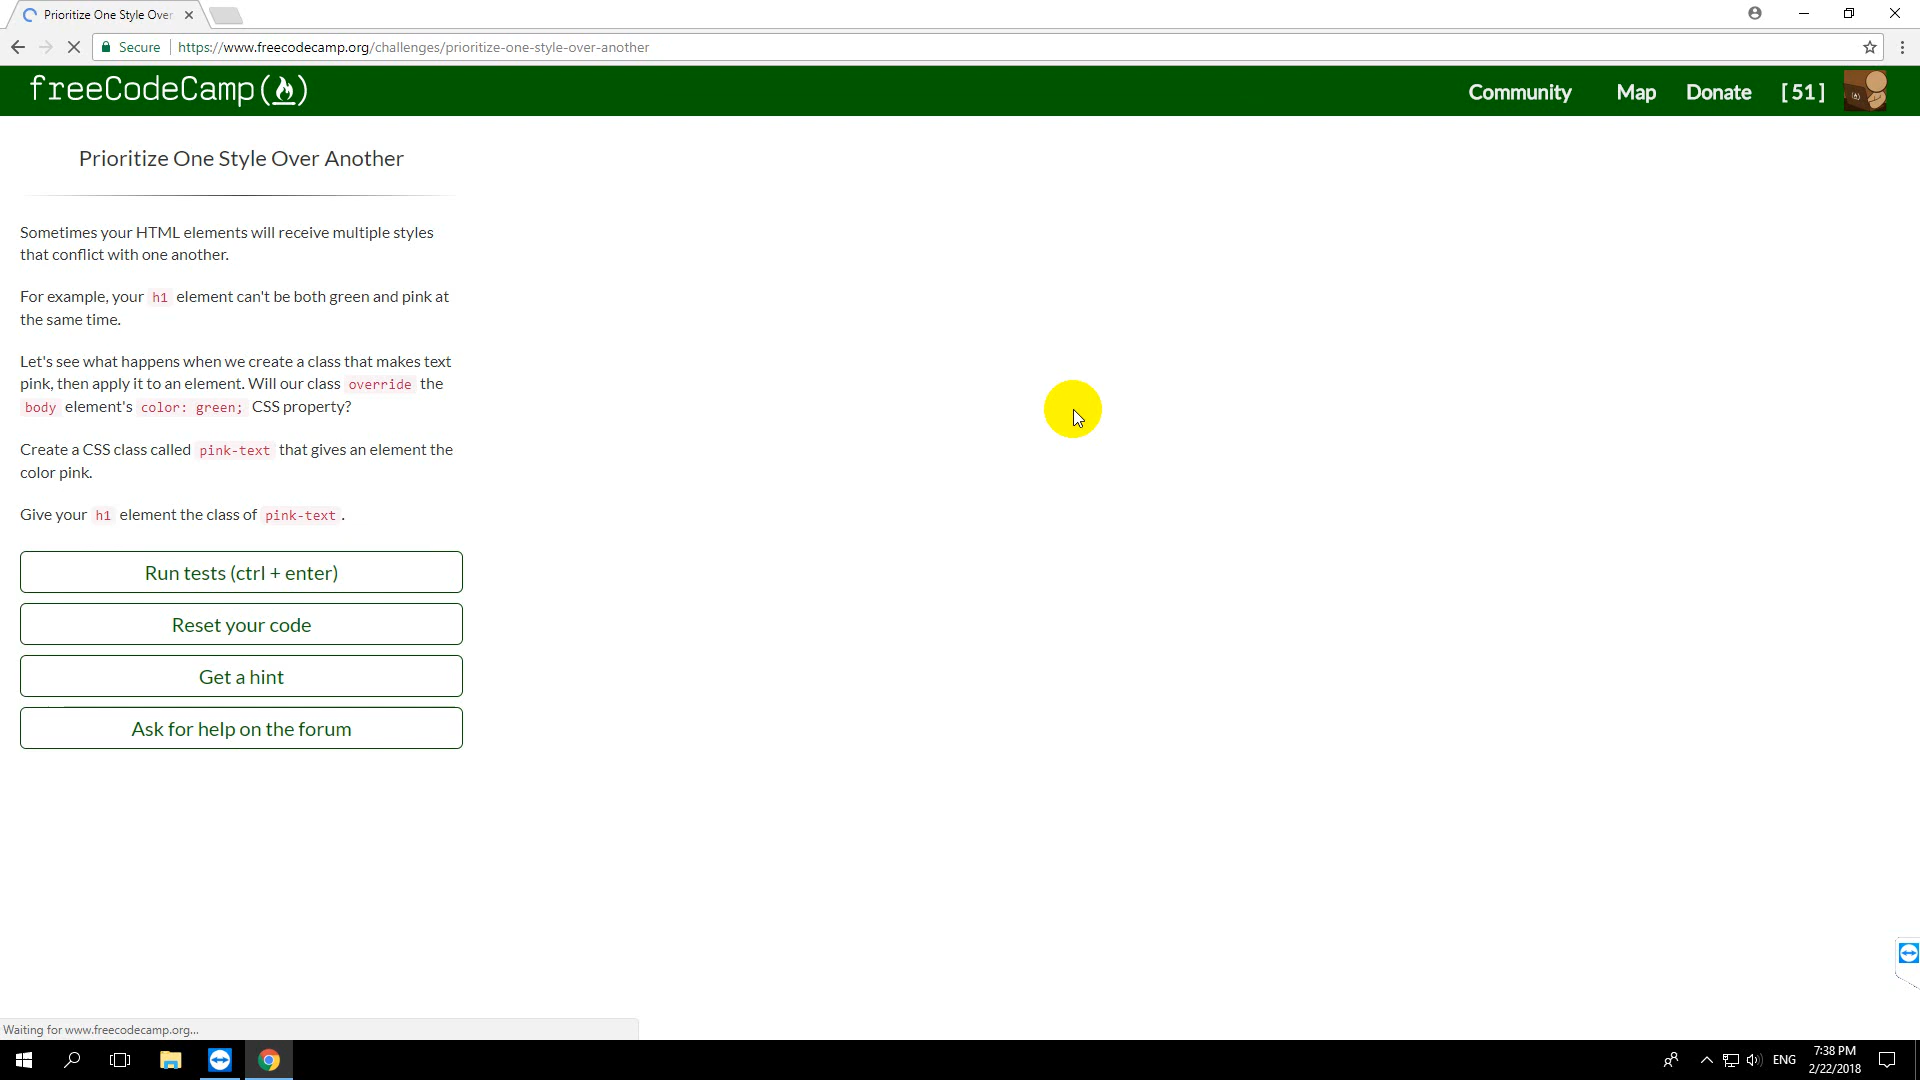 Prioritize One Style Over
Secure
https://www.freecodecamp.org/challenges/prioritize-one-style-over-another
freeCodeCamp
Community
Map
Donate
[ 51 ]
Prioritize One Style Over Another
Sometimes your HTML elements will receive multiple styles
that conflict with one another.
For example, your h1 element can't be both green and pink at
the same time.
Let's see what happens when we create a class that makes text
pink, then apply it to an element. Will our class override the
body element's color: green; CSS property?
Create a CSS class called pink-text that gives an element the
color pink.
Give your h1 element the class of pink-text .
Run tests (ctrl + enter)
Reset your code
Get a hint
Ask for help on the forum
Waiting for www.freecodecamp.org...
ENG
7:38 PM
2/22/2018